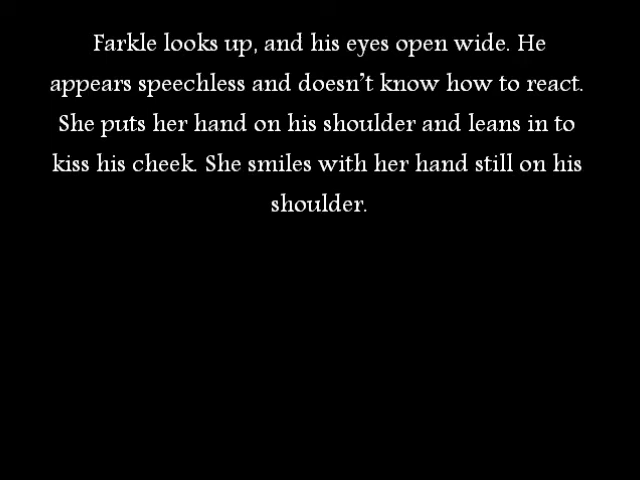 Farkle looks up, and his eyes open wide. He
appears speechless and doesn't know how to react.
She puts her hand on his shoulder and leans in to
kiss his cheek. She smiles with her hand still on his
shoulder.